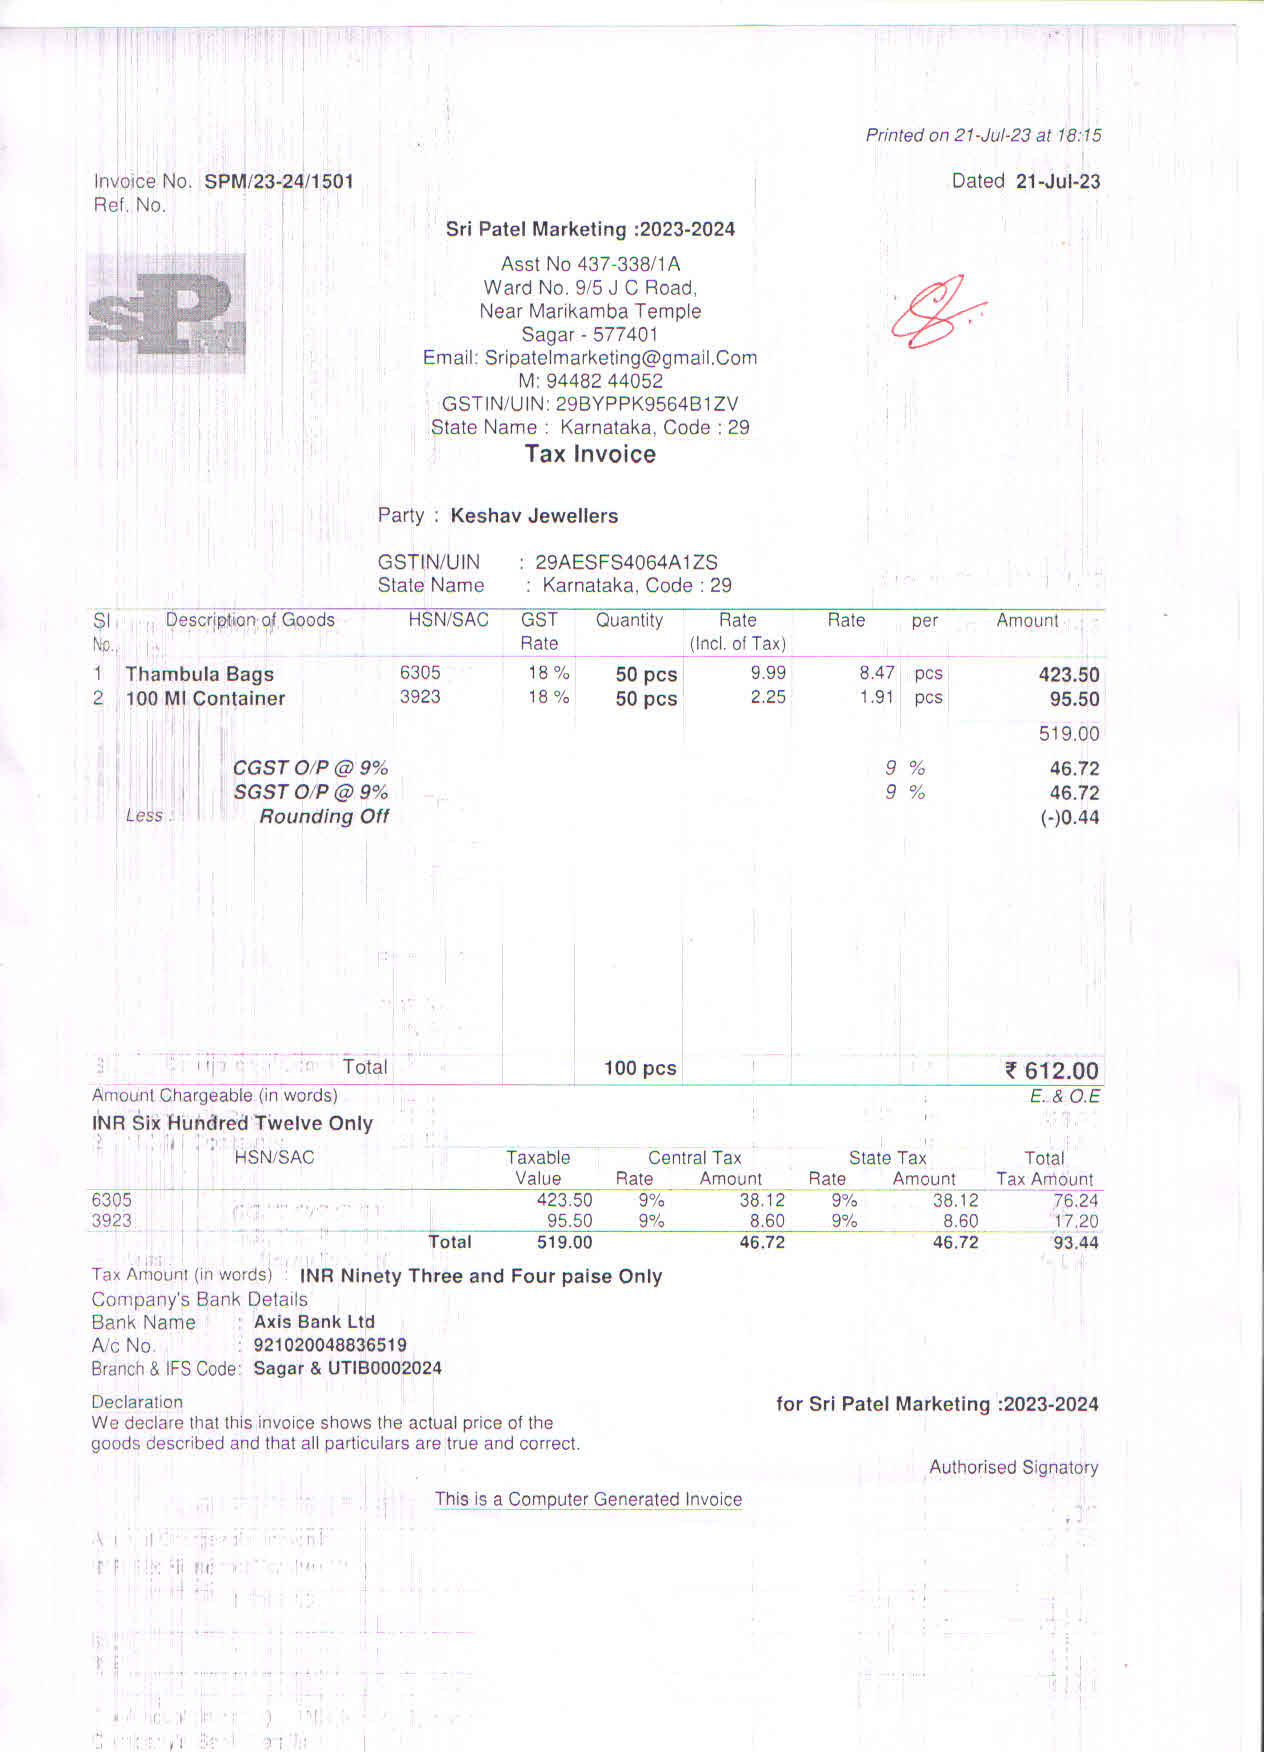 Printed on 21-Jul-23 at 18:15
Invoice No. SPM/23-24/1501 Dated 21-Jul-23
Ref. No.
Sri Patel Marketing :2023-2024
SPM
Asst No 437-338/1A
Ward No. 9/5 J C Road,
Near Marikamba Temple
Sagar - 577401
Email: Sripatelmarketing@gmail.Com
M: 94482 44052
GSTIN/UIN: 29BYPPK9564B1ZV
State Name : Karnataka, Code : 29
Tax Invoice
Party : Keshav Jewellers
GSTIN/UIN : 29AESFS4064A1ZS
State Name : Karnataka, Code : 29
Sl Description of Goods HSN/SAC GST Quantity Rate Rate per Amount
No. Rate (Incl. of Tax)
1 Thambula Bags 6305 18 % 50 pcs 9.99 8.47 pcs 423.50
2 100 Ml Container 3923 18 % 50 pcs 2.25 1.91 pcs 95.50
519.00
CGST O/P @ 9% 9 % 46.72
SGST O/P @ 9% 9 % 46.72
Less : Rounding Off (-)0.44
Total 100 pcs ₹ 612.00
Amount Chargeable (in words) E. & O.E
INR Six Hundred Twelve Only
HSN/SAC Taxable Central Tax State Tax Total
Value Rate Amount Rate Amount Tax Amount
6305 423.50 9% 38.12 9% 38.12 76.24
3923 95.50 9% 8.60 9% 8.60 17.20
Total 519.00 46.72 46.72 93.44
Tax Amount (in words) : INR Ninety Three and Four paise Only
Company's Bank Details
Bank Name : Axis Bank Ltd
A/c No. : 921020048836519
Branch & IFS Code: Sagar & UTIB0002024
Declaration for Sri Patel Marketing :2023-2024
We declare that this invoice shows the actual price of the
goods described and that all particulars are true and correct.
Authorised Signatory
This is a Computer Generated Invoice